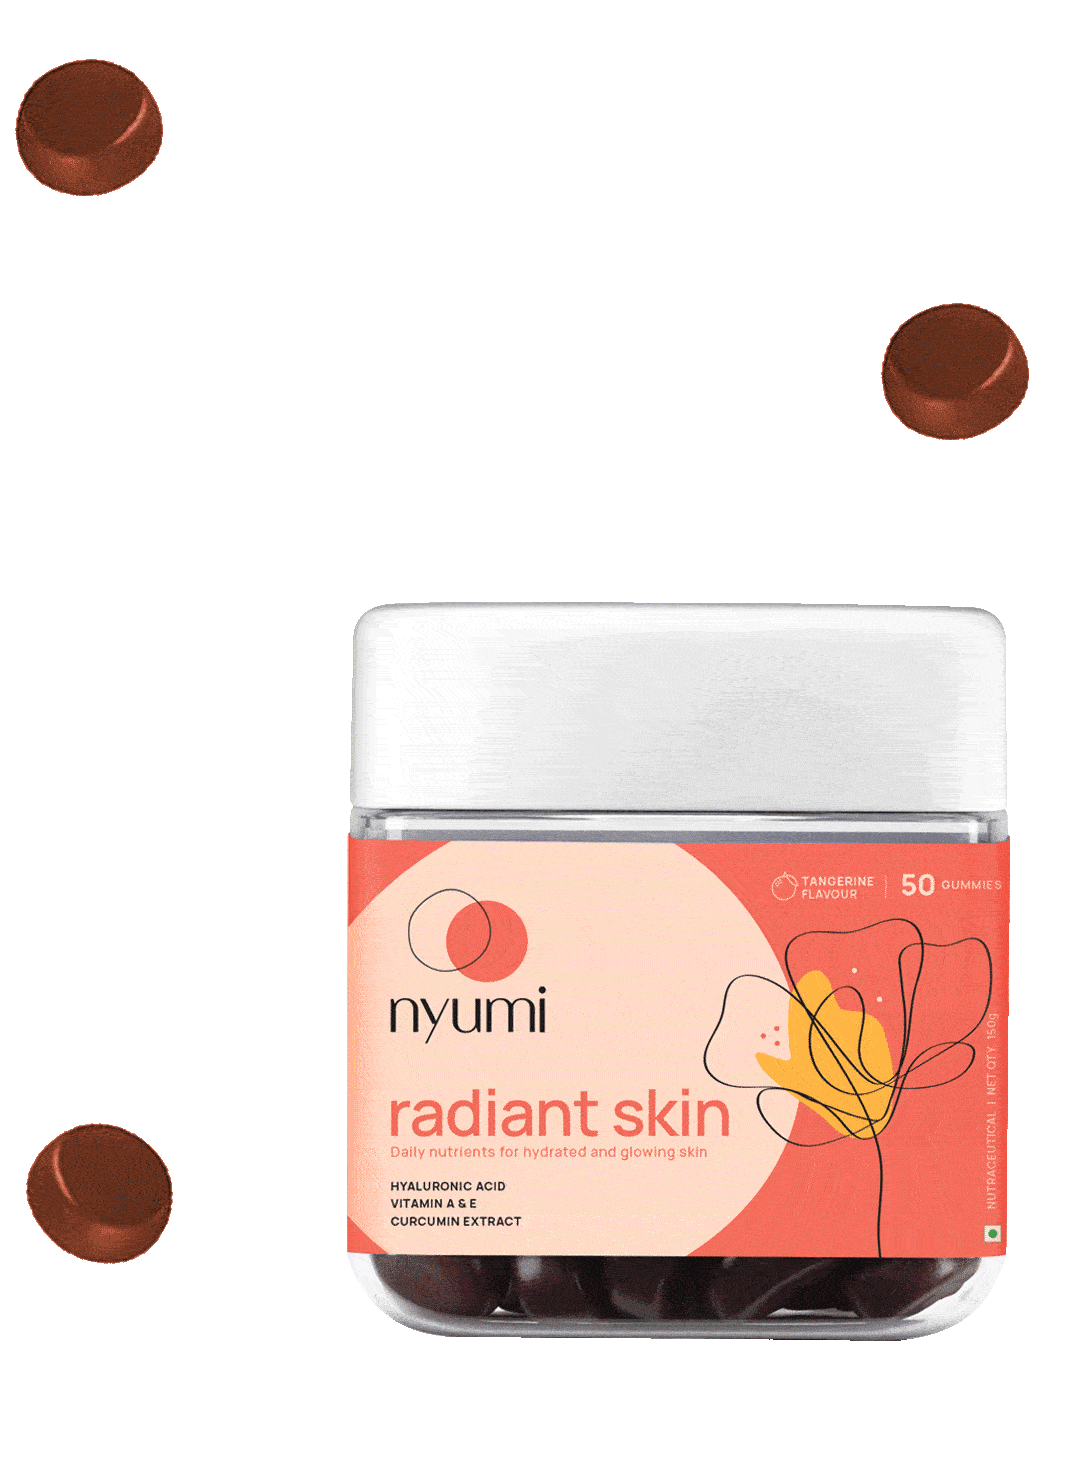 TANGERINE
FLAVOUR
50 GUMMIES
nyumi
radiant skin
Daily nutrients for hydrated and glowing skin
HYALURONIC ACID
VITAMIN A & E
CURCUMIN EXTRACT
NUTRACEUTICAL | NET QTY. 150g